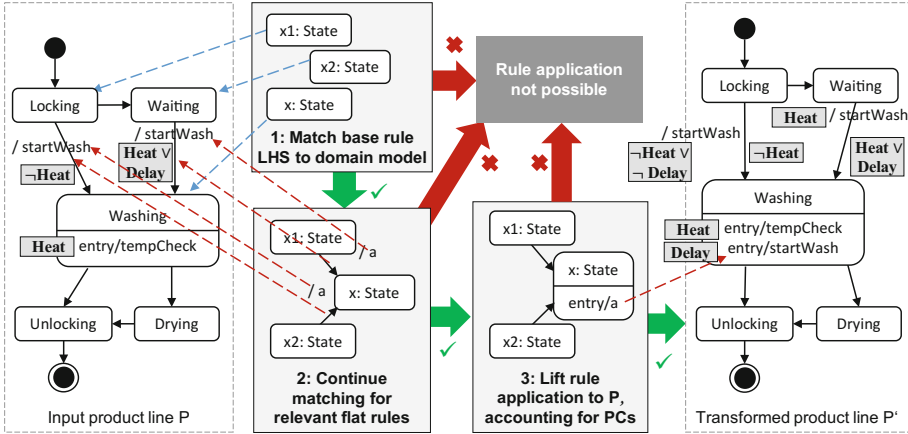 Locking
Waiting
/ startWash
/ startWash
¬Heat
Heat ∨
Delay
Washing
Heat
entry/tempCheck
Unlocking
Drying
Input product line P
x1: State
x2: State
x: State
1: Match base rule
LHS to domain model
Rule application
not possible
x1: State
/ a
x: State
/ a
x2: State
2: Continue
matching for
relevant flat rules
x1: State
x: State
entry/a
x2: State
3: Lift rule
application to P,
accounting for PCs
Locking
Waiting
Heat
/ startWash
/ startWash
¬Heat ∨
¬ Delay
¬Heat
Heat ∨
Delay
Washing
Heat
entry/tempCheck
Delay
entry/startWash
Unlocking
Drying
Transformed product line P‘